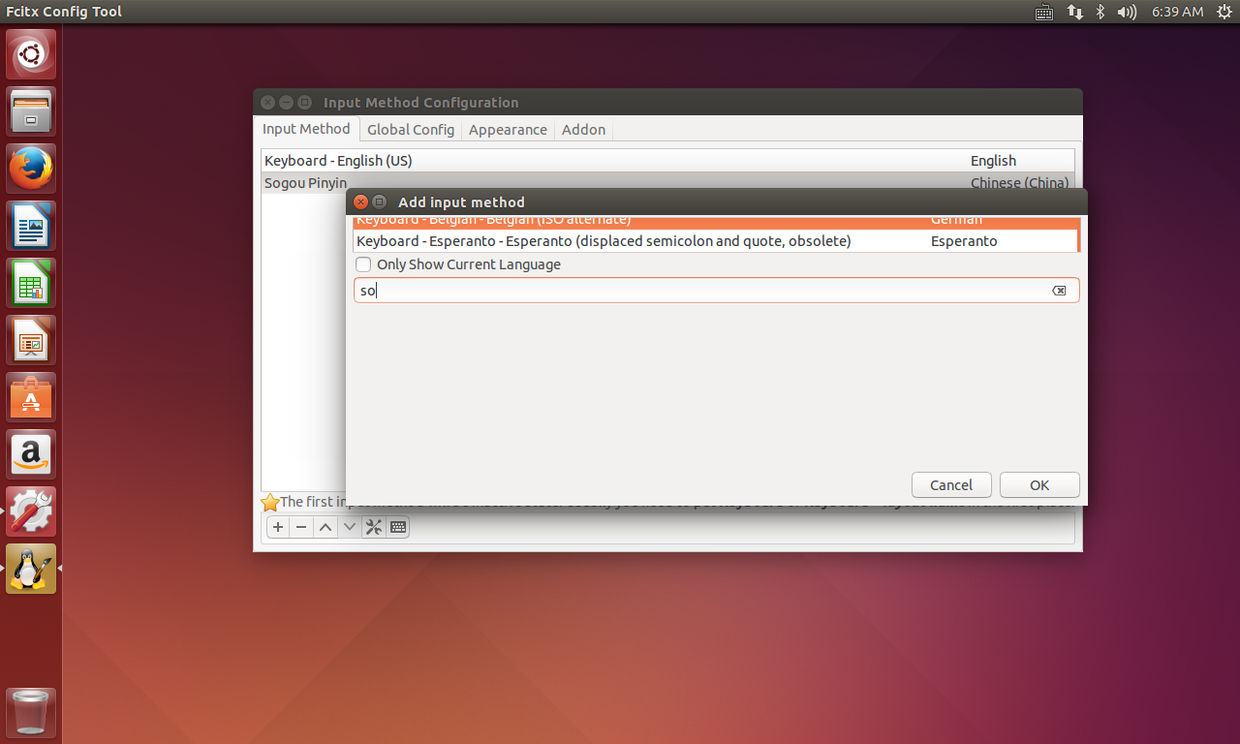 Fcitx Config Tool
6:39 AM
Input Method Configuration
Input Method Global Config Appearance Addon
Keyboard - English (US) English
Sogou Pinyin Chinese (China)
Add input method
Keyboard - Belgian - Belgian (ISO alternate) German
Keyboard - Esperanto - Esperanto (displaced semicolon and quote, obsolete) Esperanto
Only Show Current Language
so
Cancel OK
The first